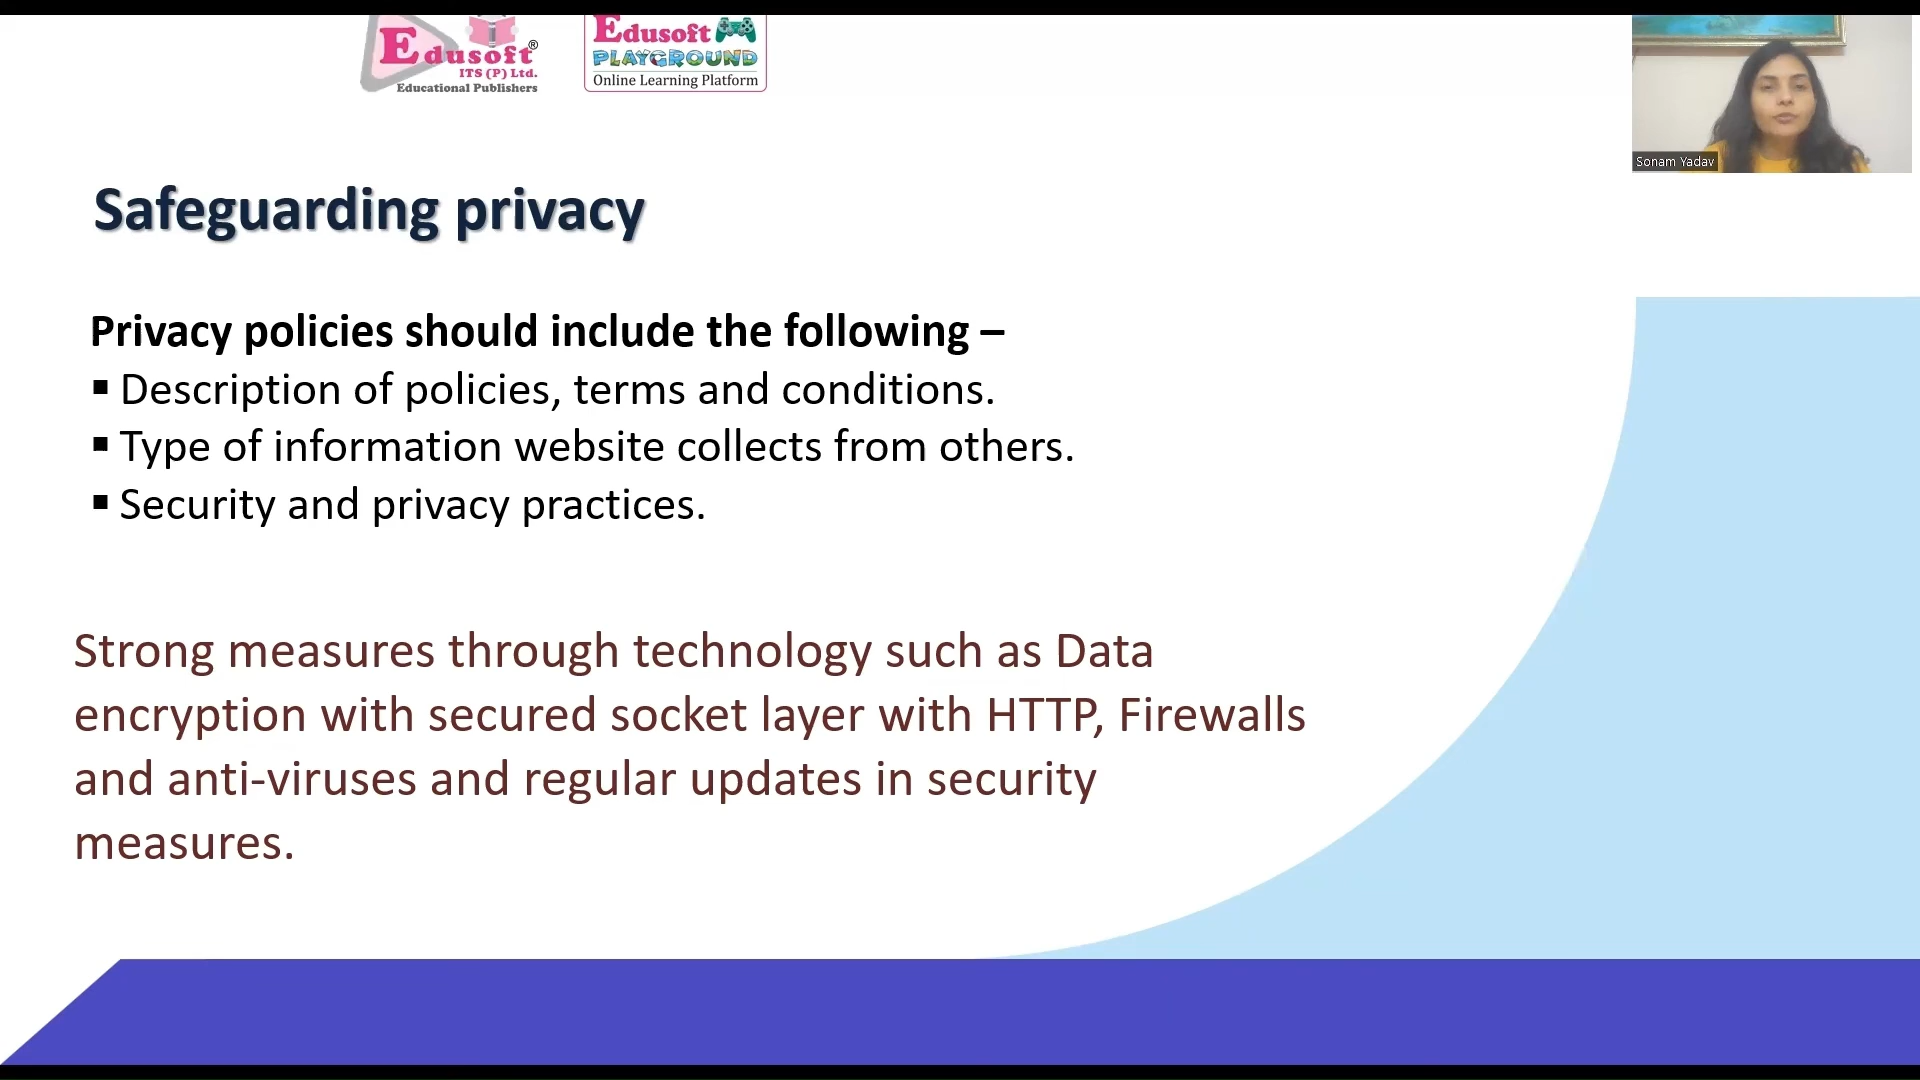 Edusoft®
ITS (P) Ltd.
Educational Publishers
Edusoft
PLAYGROUND
Online Learning Platform
Sonam Yadav
Safeguarding privacy
Privacy policies should include the following –
▪ Description of policies, terms and conditions.
▪ Type of information website collects from others.
▪ Security and privacy practices.
Strong measures through technology such as Data
encryption with secured socket layer with HTTP, Firewalls
and anti-viruses and regular updates in security
measures.